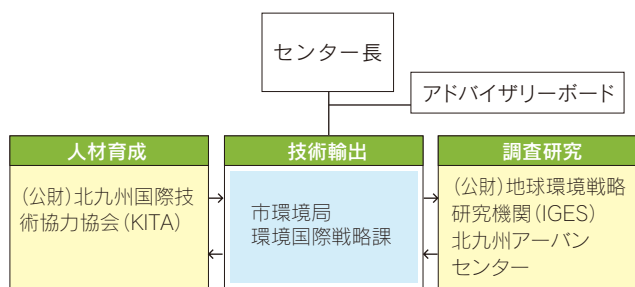 センター長
アドバイザリーボード
人材育成
(公財)北九州国際技
術協力協会(KITA)
技術輸出
市環境局
環境国際戦略課
調査研究
(公財)地球環境戦略
研究機関(IGES)
北九州アーバン
センター